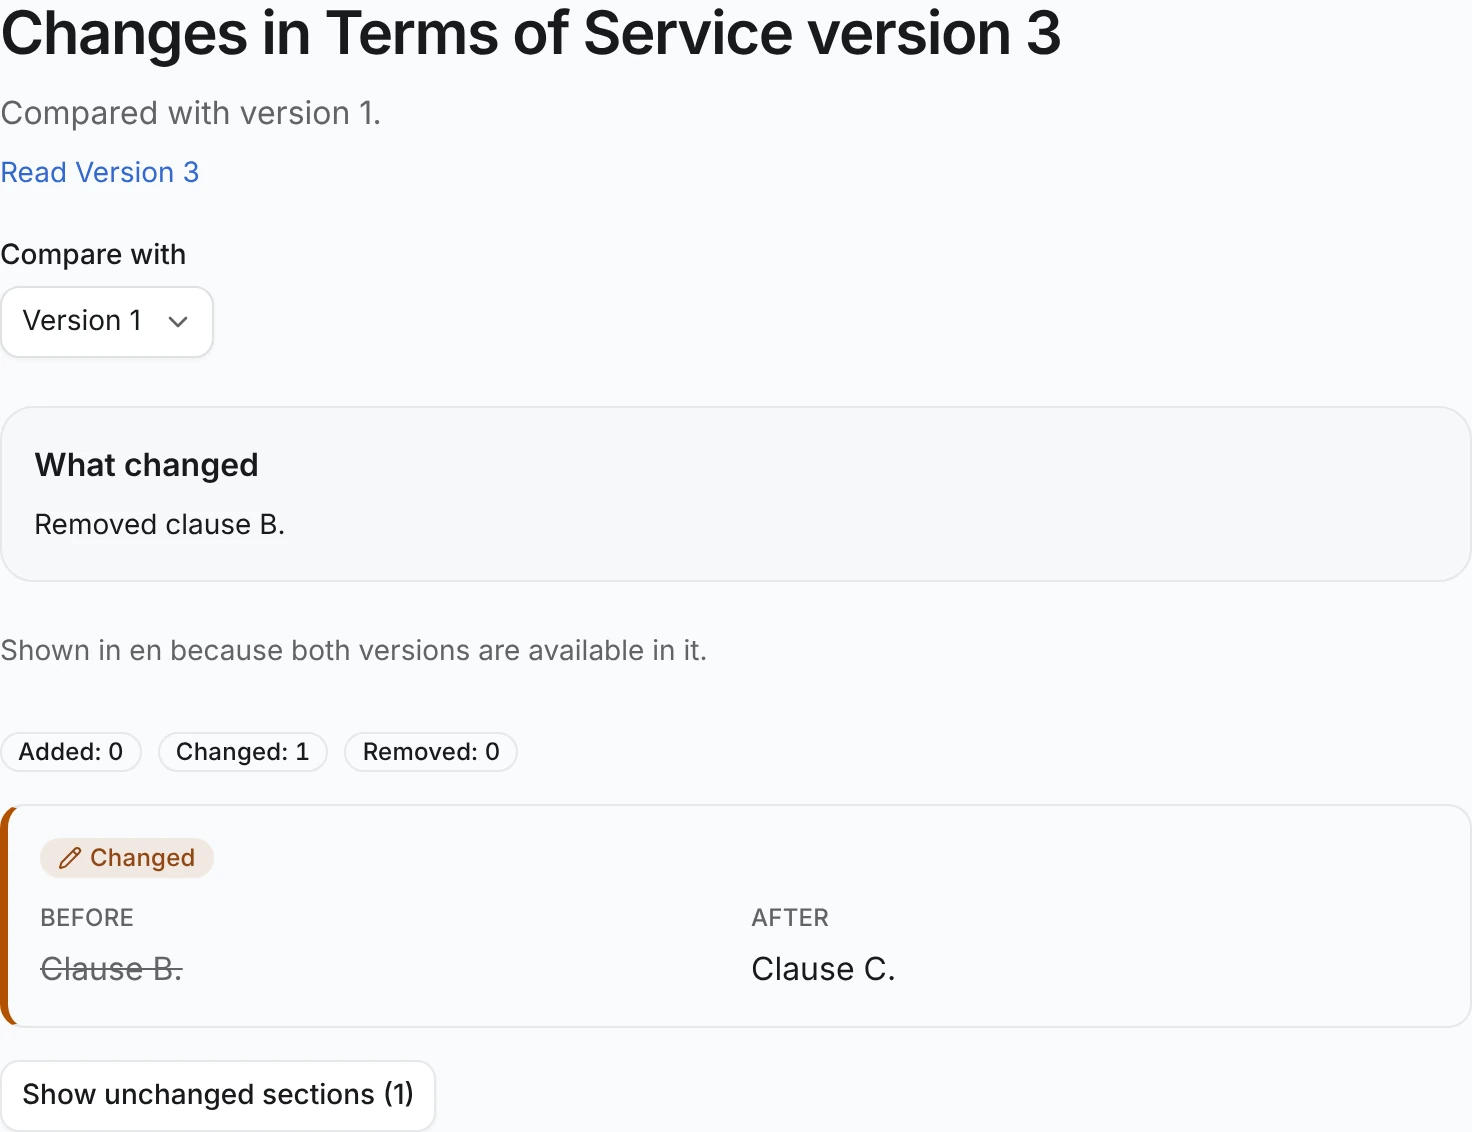 Changes in Terms of Service version 3
Compared with version 1.
Read Version 3
Compare with
Version 1
What changed
Removed clause B.
Shown in en because both versions are available in it.
Added: 0
Changed: 1
Removed: 0
Changed
BEFORE
Clause B.
AFTER
Clause C.
Show unchanged sections (1)